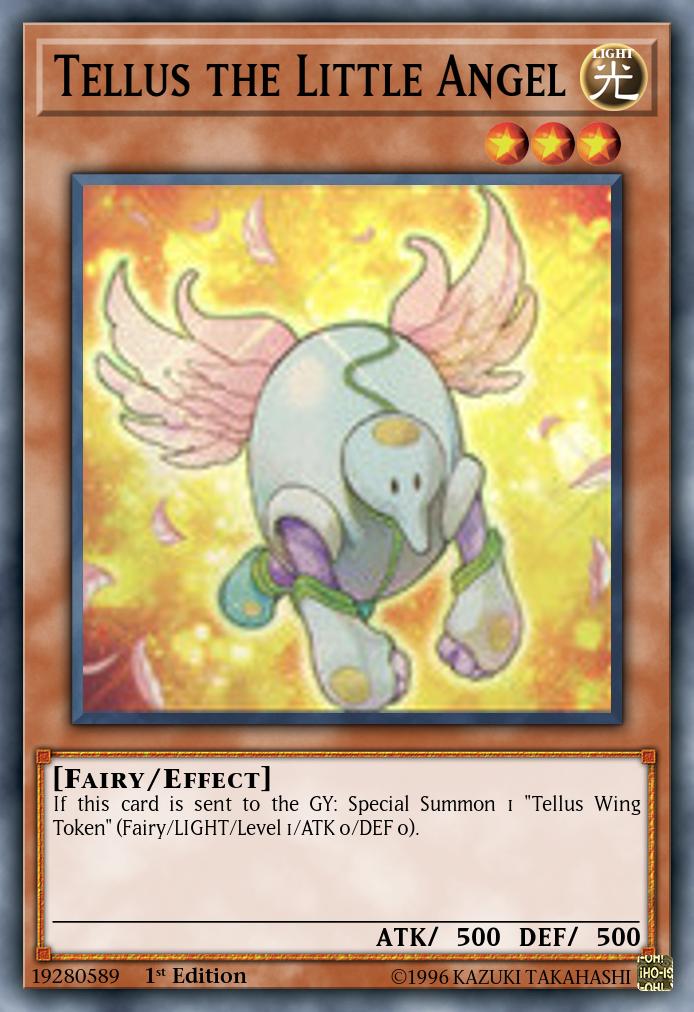 Tellus the Little Angel
LIGHT
光
[Fairy/Effect]
If this card is sent to the GY: Special Summon 1 "Tellus Wing
Token" (Fairy/LIGHT/Level 1/ATK 0/DEF 0).
ATK/ 500 DEF/ 500
19280589 1st Edition ©1996 KAZUKI TAKAHASHI